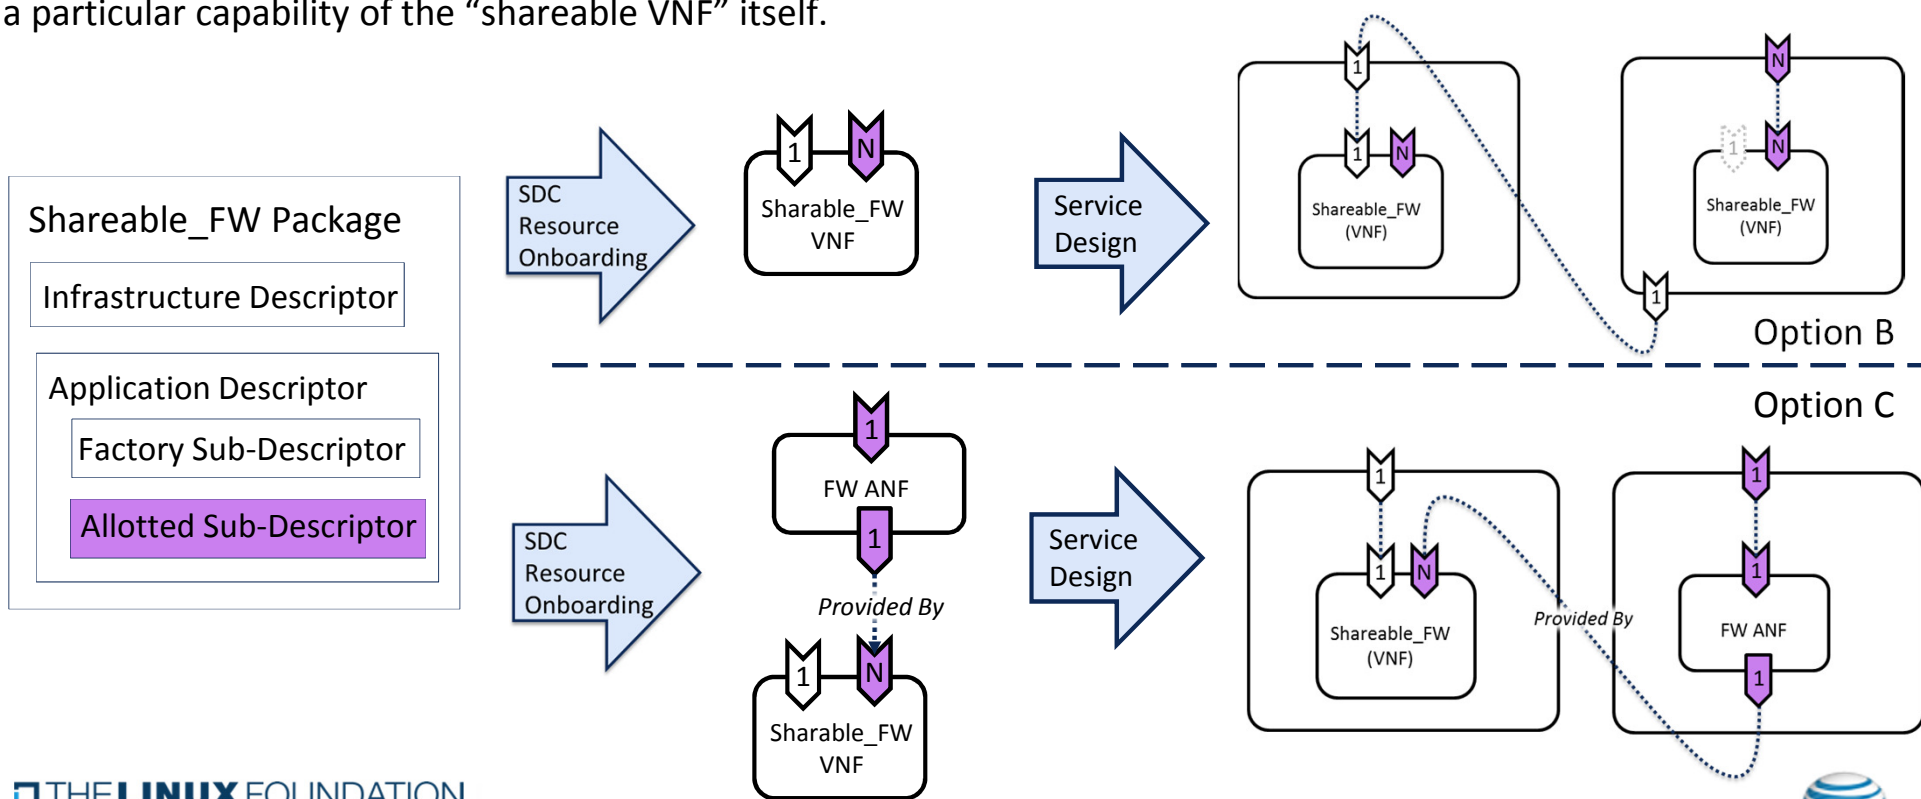 a particular capability of the “shareable VNF” itself.
Shareable_FW Package
Infrastructure Descriptor
Application Descriptor
Factory Sub-Descriptor
Allotted Sub-Descriptor
SDC
Resource
Onboarding
1
N
Sharable_FW
VNF
Service
Design
1
1
N
Shareable_FW
(VNF)
N
1
N
Shareable_FW
(VNF)
1
Option B
Option C
SDC
Resource
Onboarding
1
FW ANF
1
Provided By
1
N
Sharable_FW
VNF
Service
Design
1
1
N
Shareable_FW
(VNF)
Provided By
1
1
FW ANF
1
THE LINUX FOUNDATION